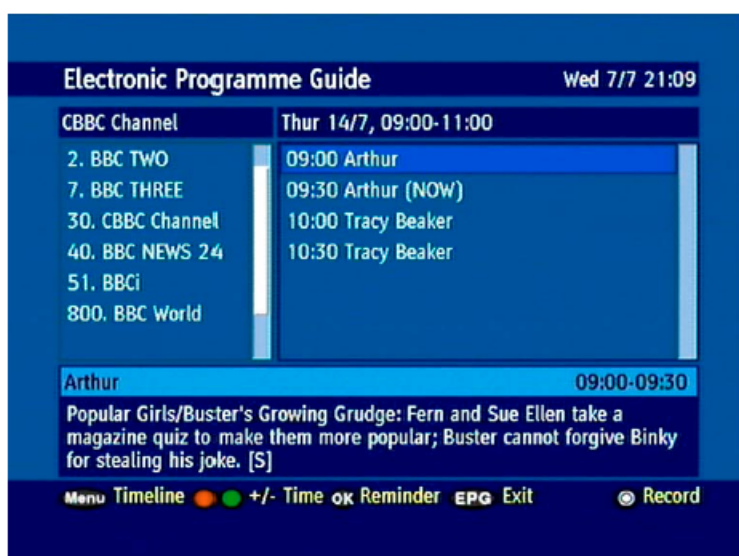 Electronic Programme Guide Wed 7/7 21:09
CBBC Channel Thur 14/7, 09:00-11:00
2. BBC TWO
7. BBC THREE
30. CBBC Channel
40. BBC NEWS 24
51. BBCi
800. BBC World
09:00 Arthur
09:30 Arthur (NOW)
10:00 Tracy Beaker
10:30 Tracy Beaker
Arthur 09:00-09:30
Popular Girls/Buster's Growing Grudge: Fern and Sue Ellen take a
magazine quiz to make them more popular; Buster cannot forgive Binky
for stealing his joke. [S]
Menu Timeline +/- Time OK Reminder EPG Exit Record